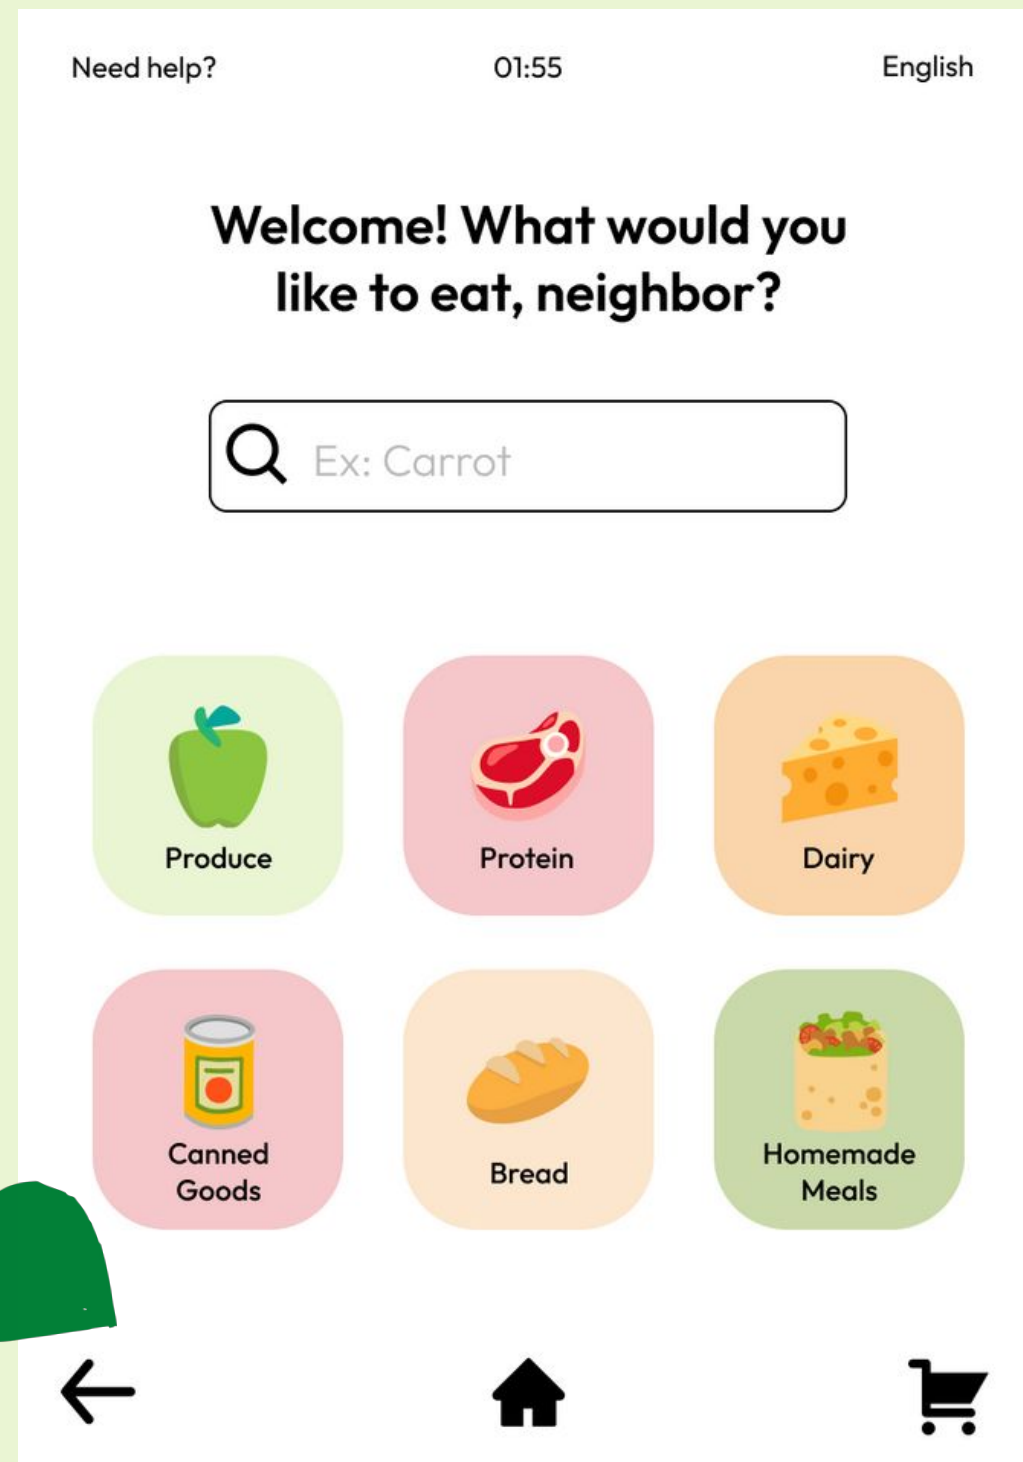 Need help?
01:55
English
Welcome! What would you
like to eat, neighbor?
Ex: Carrot
Produce
Protein
Dairy
Canned
Goods
Bread
Homemade
Meals